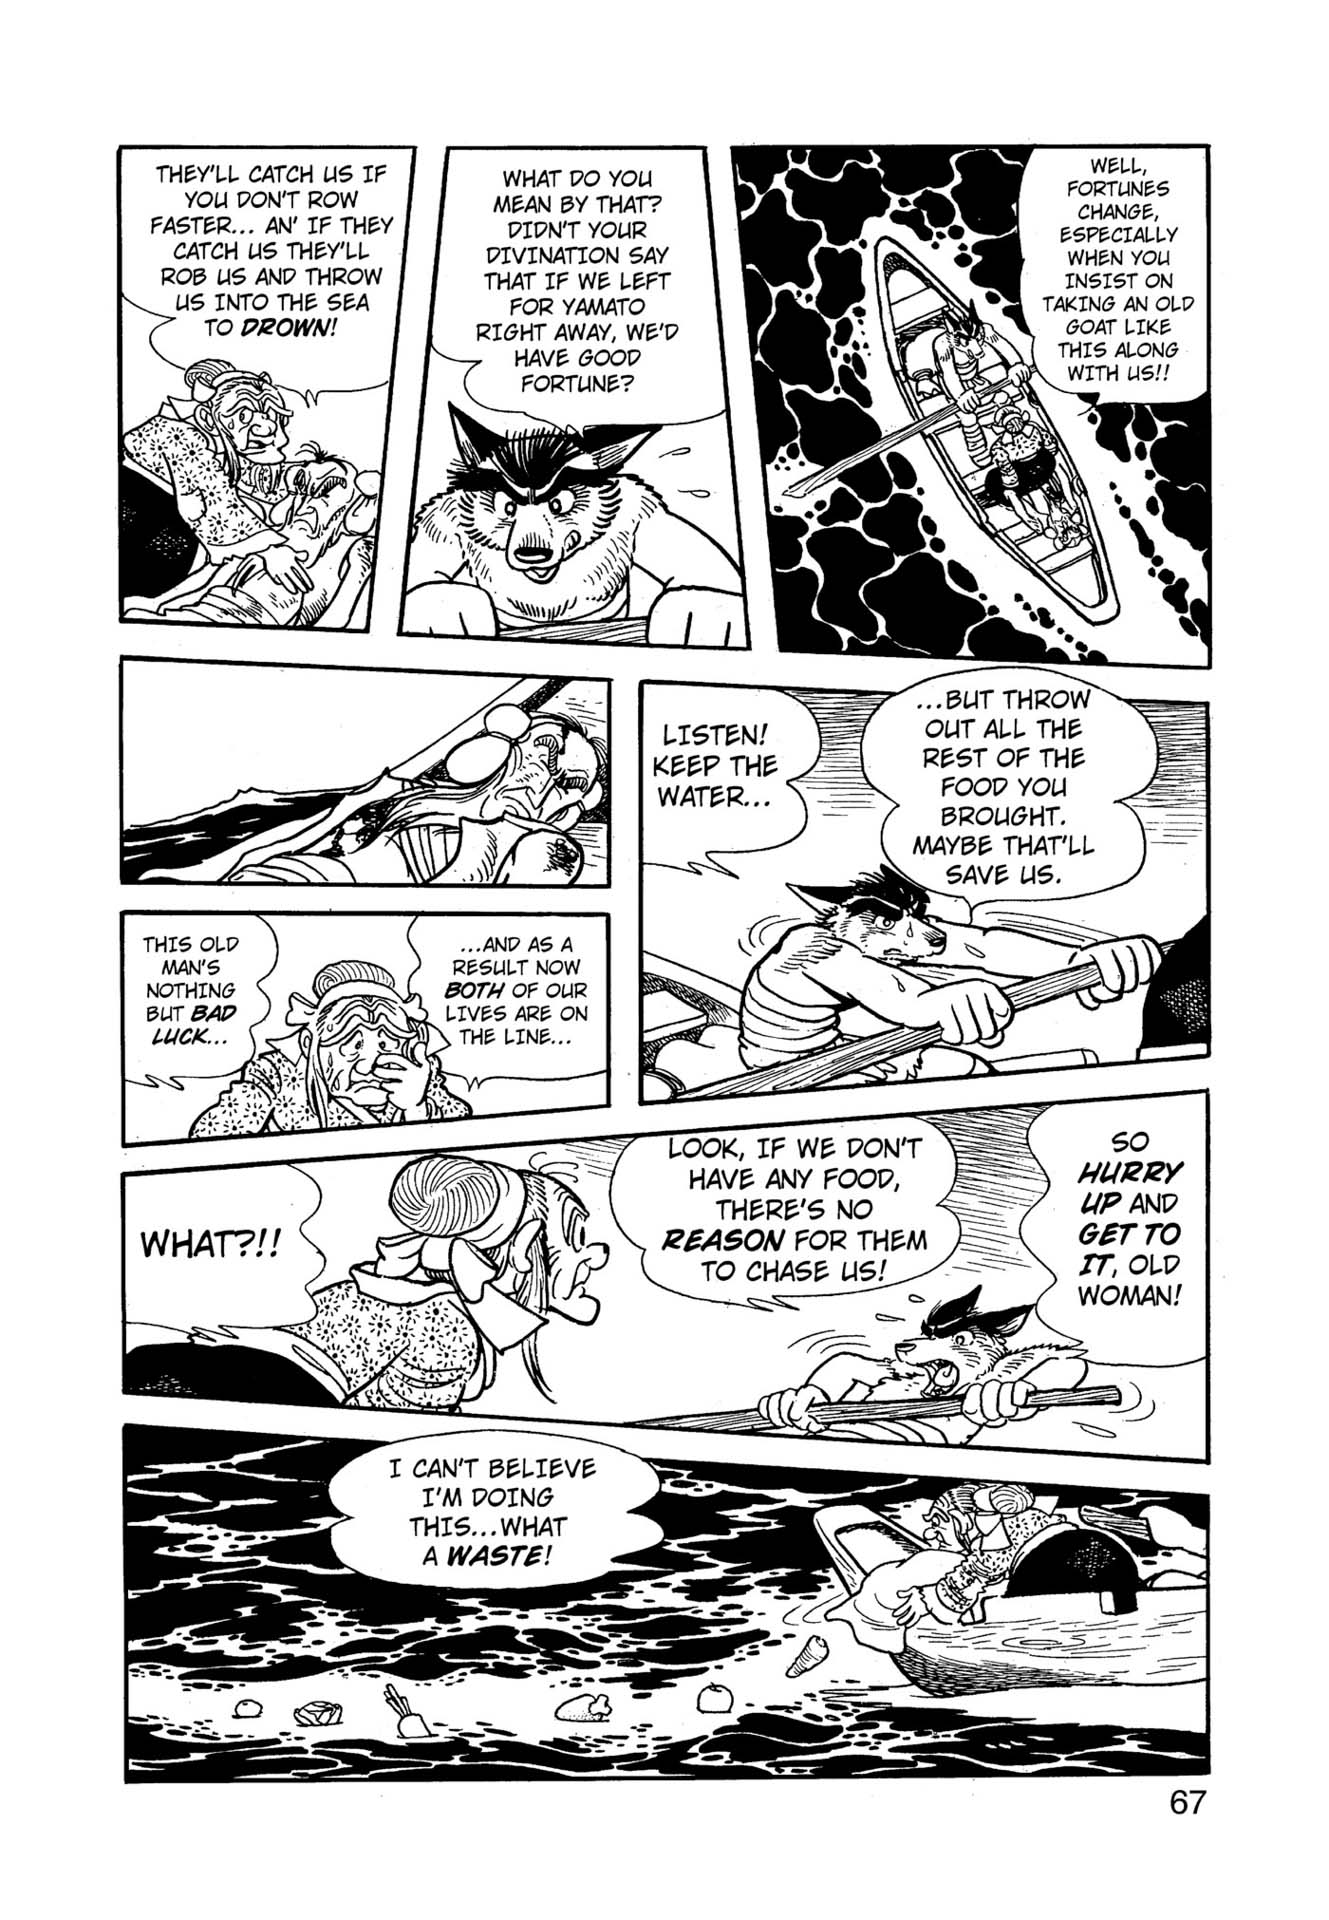 THEY'LL CATCH US IF
YOU DON'T ROW
FASTER... AN' IF THEY
CATCH US THEY'LL
ROB US AND THROW
US INTO THE SEA
TO DROWN!
WHAT DO YOU
MEAN BY THAT?
DIDN'T YOUR
DIVINATION SAY
THAT IF WE LEFT
FOR YAMATO
RIGHT AWAY, WE'D
HAVE GOOD
FORTUNE?
WELL,
FORTUNES
CHANGE,
ESPECIALLY
WHEN YOU
INSIST ON
TAKING AN OLD
GOAT LIKE
THIS ALONG
WITH US!!
THIS OLD
MAN'S
NOTHING
BUT BAD
LUCK...
...AND AS A
RESULT NOW
BOTH OF OUR
LIVES ARE ON
THE LINE...
LISTEN!
KEEP THE
WATER...
...BUT THROW
OUT ALL THE
REST OF THE
FOOD YOU
BROUGHT.
MAYBE THAT'LL
SAVE US.
WHAT?!!
LOOK, IF WE DON'T
HAVE ANY FOOD,
THERE'S NO
REASON FOR THEM
TO CHASE US!
SO
HURRY
UP AND
GET TO
IT, OLD
WOMAN!
I CAN'T BELIEVE
I'M DOING
THIS...WHAT
A WASTE!
67